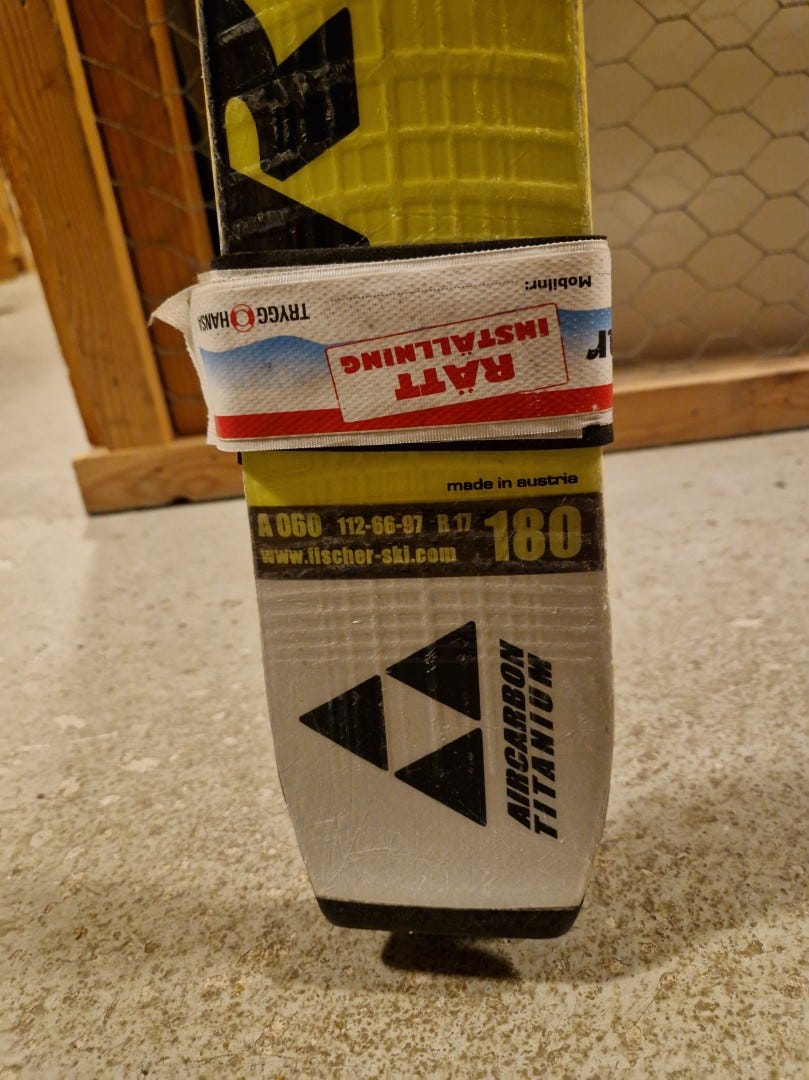 Mobilnr:
TRYGG HANSA
RÄTT
INSTÄLLNING
made in austria
A 060 112-66-97 R 17 180
www.fischer-ski.com
AIRCARBON
TITANIUM